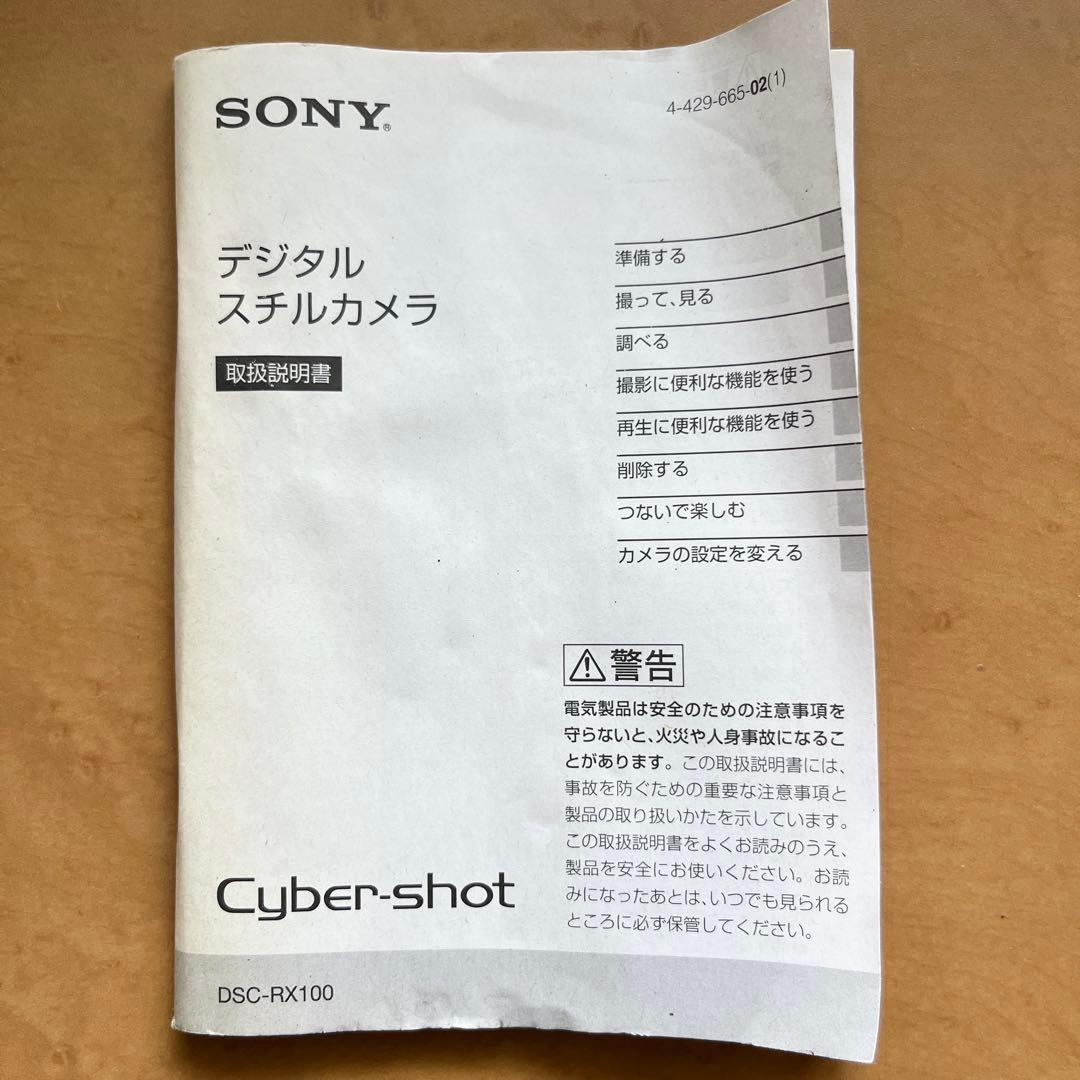 SONY®
4-429-665-02(1)
デジタル
スチルカメラ
取扱説明書
準備する
撮って、見る
調べる
撮影に便利な機能を使う
再生に便利な機能を使う
削除する
つないで楽しむ
カメラの設定を変える
警告
電気製品は安全のための注意事項を
守らないと、火災や人身事故になるこ
とがあります。この取扱説明書には、
事故を防ぐための重要な注意事項と
製品の取り扱いかたを示しています。
この取扱説明書をよくお読みのうえ、
製品を安全にお使いください。お読
みになったあとは、いつでも見られる
ところに必ず保管してください。
Cyber-shot
DSC-RX100